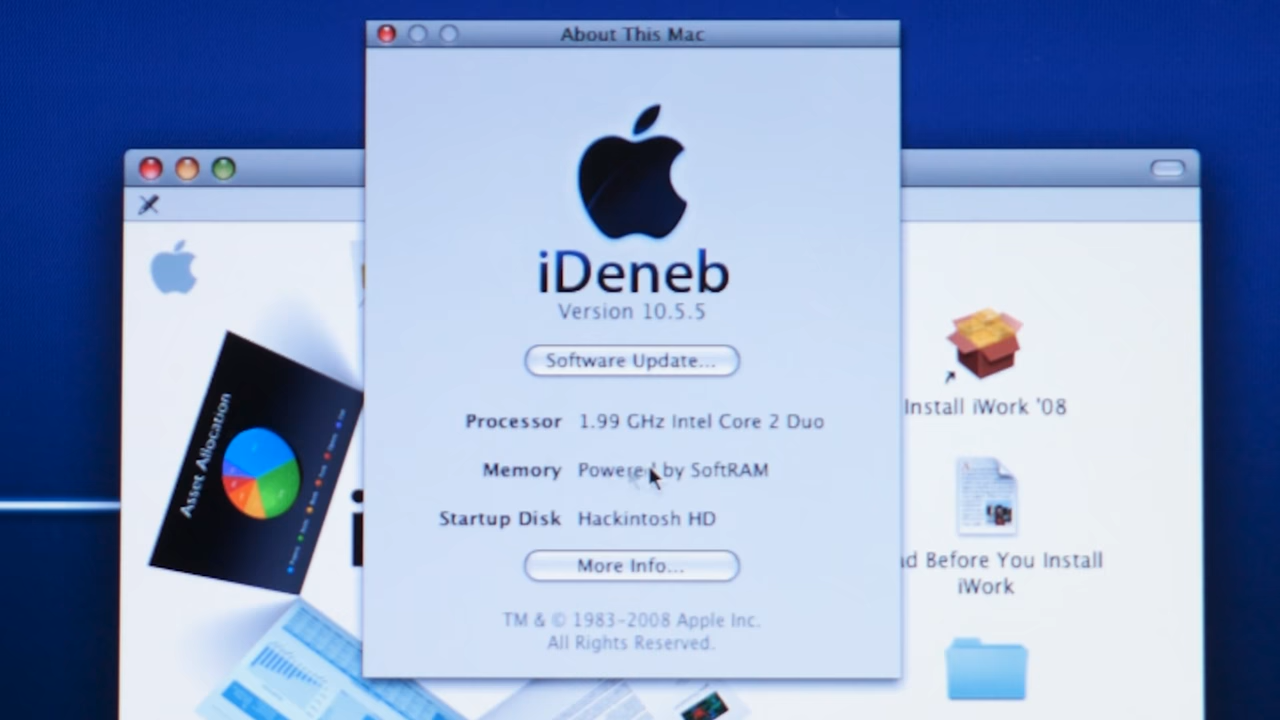 About This Mac
iDeneb
Version 10.5.5
Software Update...
Processor 1.99 GHz Intel Core 2 Duo
Memory Powered by SoftRAM
Startup Disk Hackintosh HD
More Info...
TM & © 1983-2008 Apple Inc.
All Rights Reserved.
Asset Allocation
Install iWork '08
Before You Install
iWork